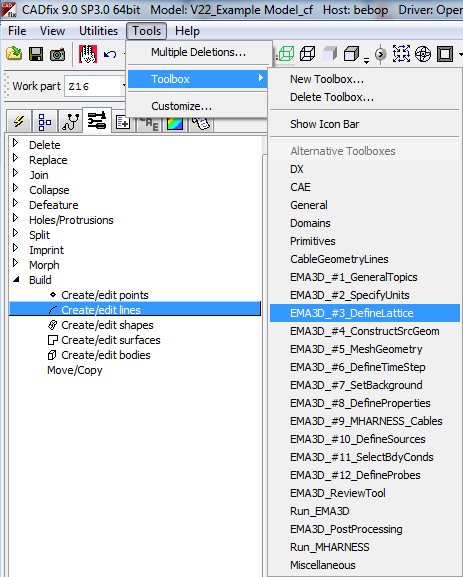 CADfix 9.0 SP3.0 64bit   Model: V22_Example Model_cf   Host: bebop   Driver: Oper
File View Utilities Tools Help
Multiple Deletions...
Work part Z16
Toolbox
New Toolbox...
Delete Toolbox...
Customize...
Show Icon Bar
Delete
Replace
Join
Collapse
Defeature
Holes/Protrusions
Split
Imprint
Morph
Build
Create/edit points
Create/edit lines
Create/edit shapes
Create/edit surfaces
Create/edit bodies
Move/Copy
Alternative Toolboxes
DX
CAE
General
Domains
Primitives
CableGeometryLines
EMA3D_#1_GeneralTopics
EMA3D_#2_SpecifyUnits
EMA3D_#3_DefineLattice
EMA3D_#4_ConstructSrcGeom
EMA3D_#5_MeshGeometry
EMA3D_#6_DefineTimeStep
EMA3D_#7_SetBackground
EMA3D_#8_DefineProperties
EMA3D_#9_MHARNESS_Cables
EMA3D_#10_DefineSources
EMA3D_#11_SelectBdyConds
EMA3D_#12_DefineProbes
EMA3D_ReviewTool
Run_EMA3D
EMA3D_PostProcessing
Run_MHARNESS
Miscellaneous